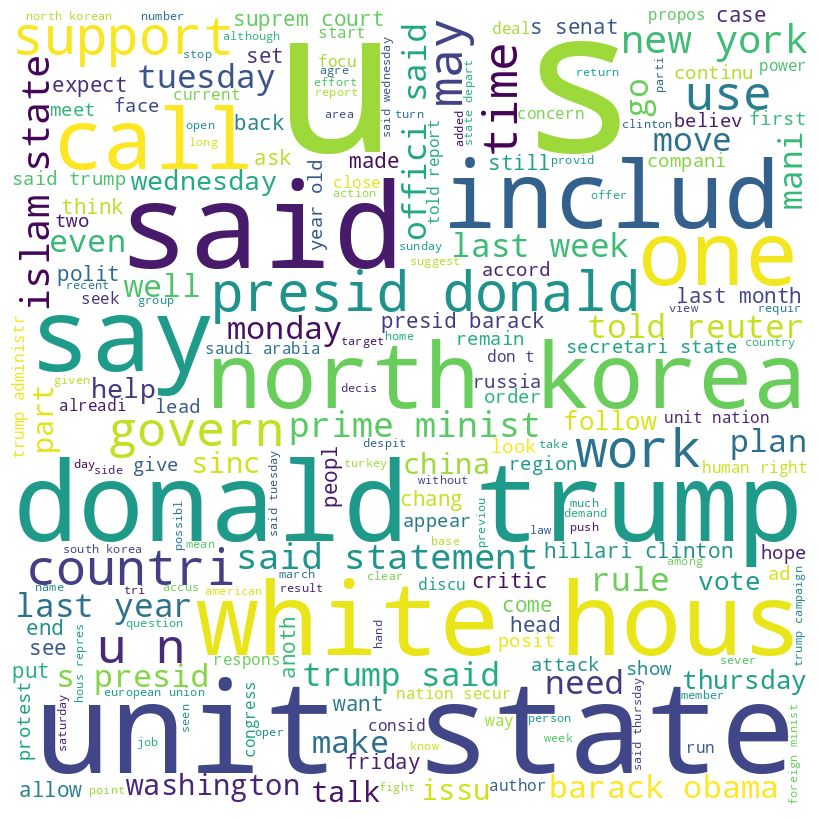 north korean
number
support
although
suprem court
start
u
s
deal
s senat
propos
case
new york
tuesday
set
focu
may
time
expect
stop
agre
effort
report
current
islam state
call
meet
face
open
back
area
turn
said wednesday
offici said
told report
added
state depart
concern
return
parti
continu
power
use
go
clinton
believ
first
move
mani
long
ask
made
still
provid
compani
said trump
wednesday
year old
close
action
said
includ
offer
think
two
even
sunday
last week
one
suggest
accord
polit
well
recent
seek
group
presid donald
last month
view
requir
say
monday
target
presid barack
told reuter
home
remain
don t
secretari state
country
saudi arabia
trump administr
given
help
decis
north korea
russia
order
part
alreadi
lead
govern
prime minist
follow
unit nation
despit
look
take
work
plan
day
side
give
sinc
said tuesday
peopl
turkey
china
region
human right
without
chang
donald trump
possibl
appear
previou
much
demand
law
push
base
south korea
mean
said statement
among
hillari clinton
hope
countri
name
tri
accus
march
result
clear
discu
critic
rule
vote
ad
trump campaign
last year
american
white hous
come
question
end
see
u n
hand
head
posit
anoth
put
hous repres
s presid
respons
trump said
attack
show
thursday
sever
protest
saturday
european union
seen
congress
want
nation secur
way
need
said thursday
member
foreign minist
unit state
job
oper
make
consid
person
know
week
run
friday
allow
point
washington
talk
fight
issu
author
barack obama